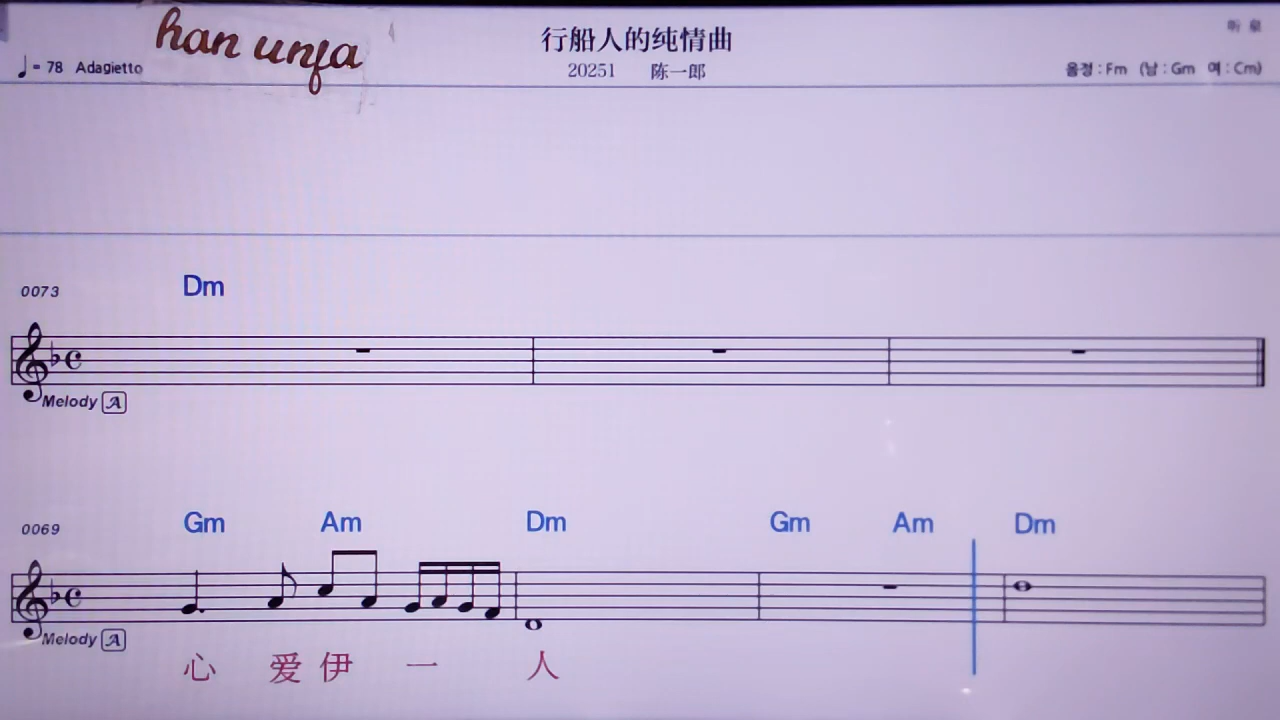 han unfa
行船人的纯情曲
♩= 78 Adagietto
20251 陈一郎
음정 : Fm (남 : Gm 여 : Cm)
0073 Dm
Melody A
0069 Gm Am Dm Gm Am Dm
Melody A
心 爱 伊 一 人